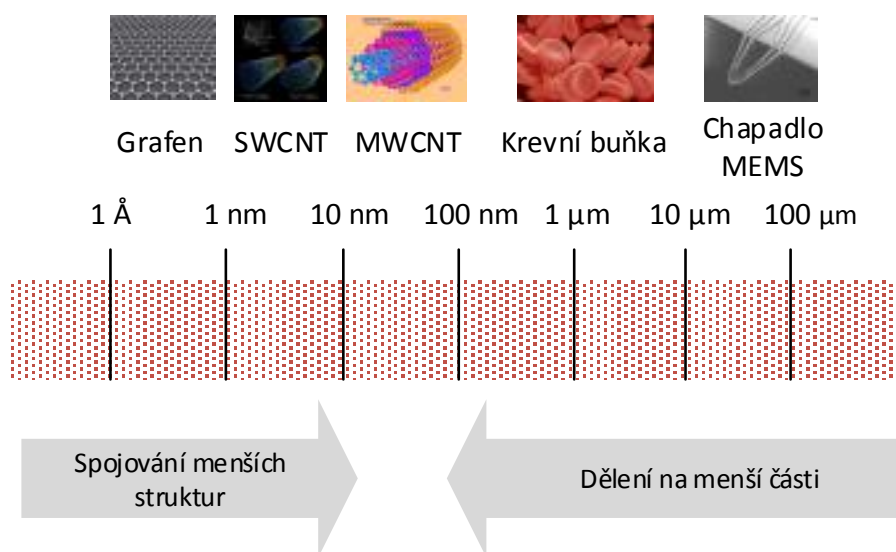 Grafen SWCNT MWCNT Krevní buňka Chapadlo
MEMS
1 Å 1 nm 10 nm 100 nm 1 μm 10 μm 100 μm
Spojování menších
struktur
Dělení na menší části